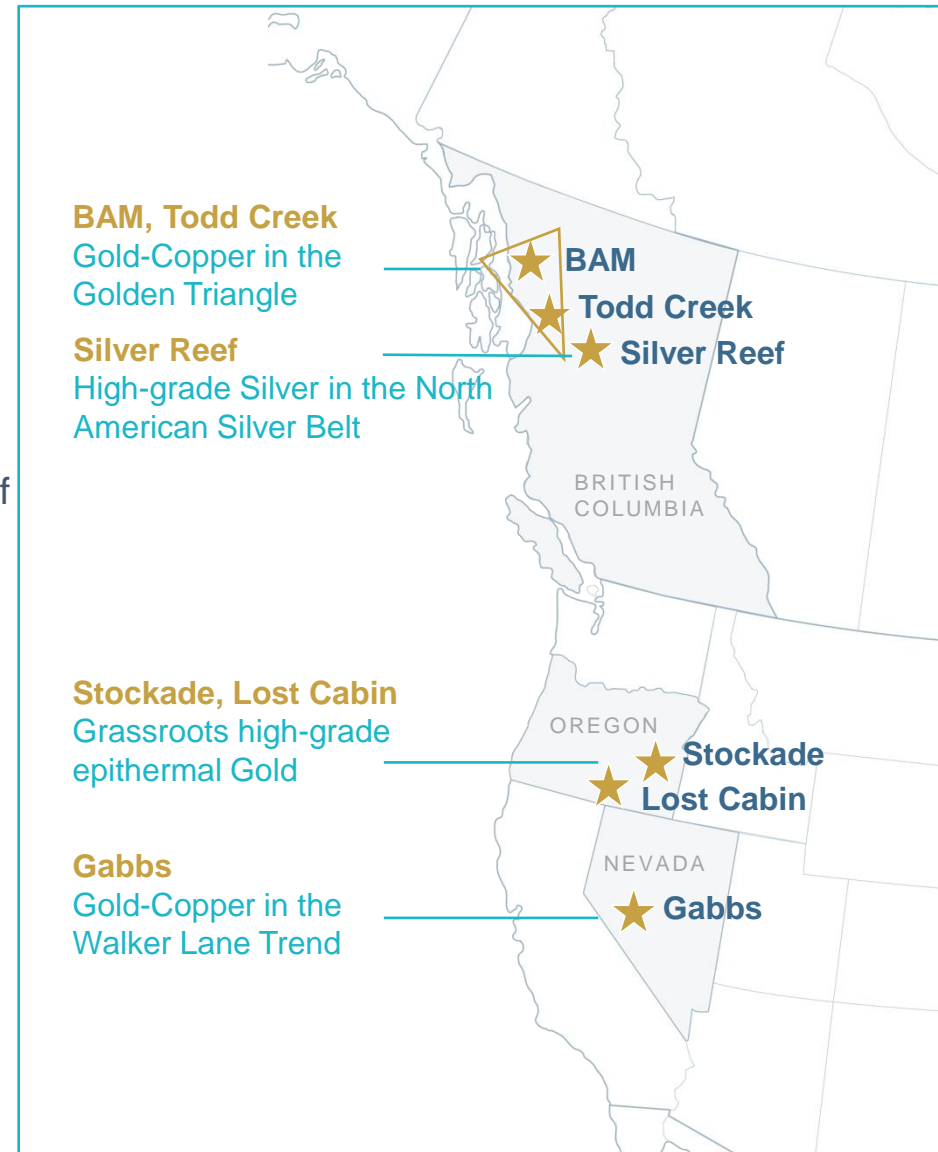 BAM, Todd Creek
Gold-Copper in the
Golden Triangle
Silver Reef
High-grade Silver in the North
American Silver Belt
f
Stockade, Lost Cabin
Grassroots high-grade
epithermal Gold
Gabbs
Gold-Copper in the
Walker Lane Trend
BAM
Todd Creek
Silver Reef
BRITISH
COLUMBIA
OREGON
Stockade
Lost Cabin
NEVADA
Gabbs